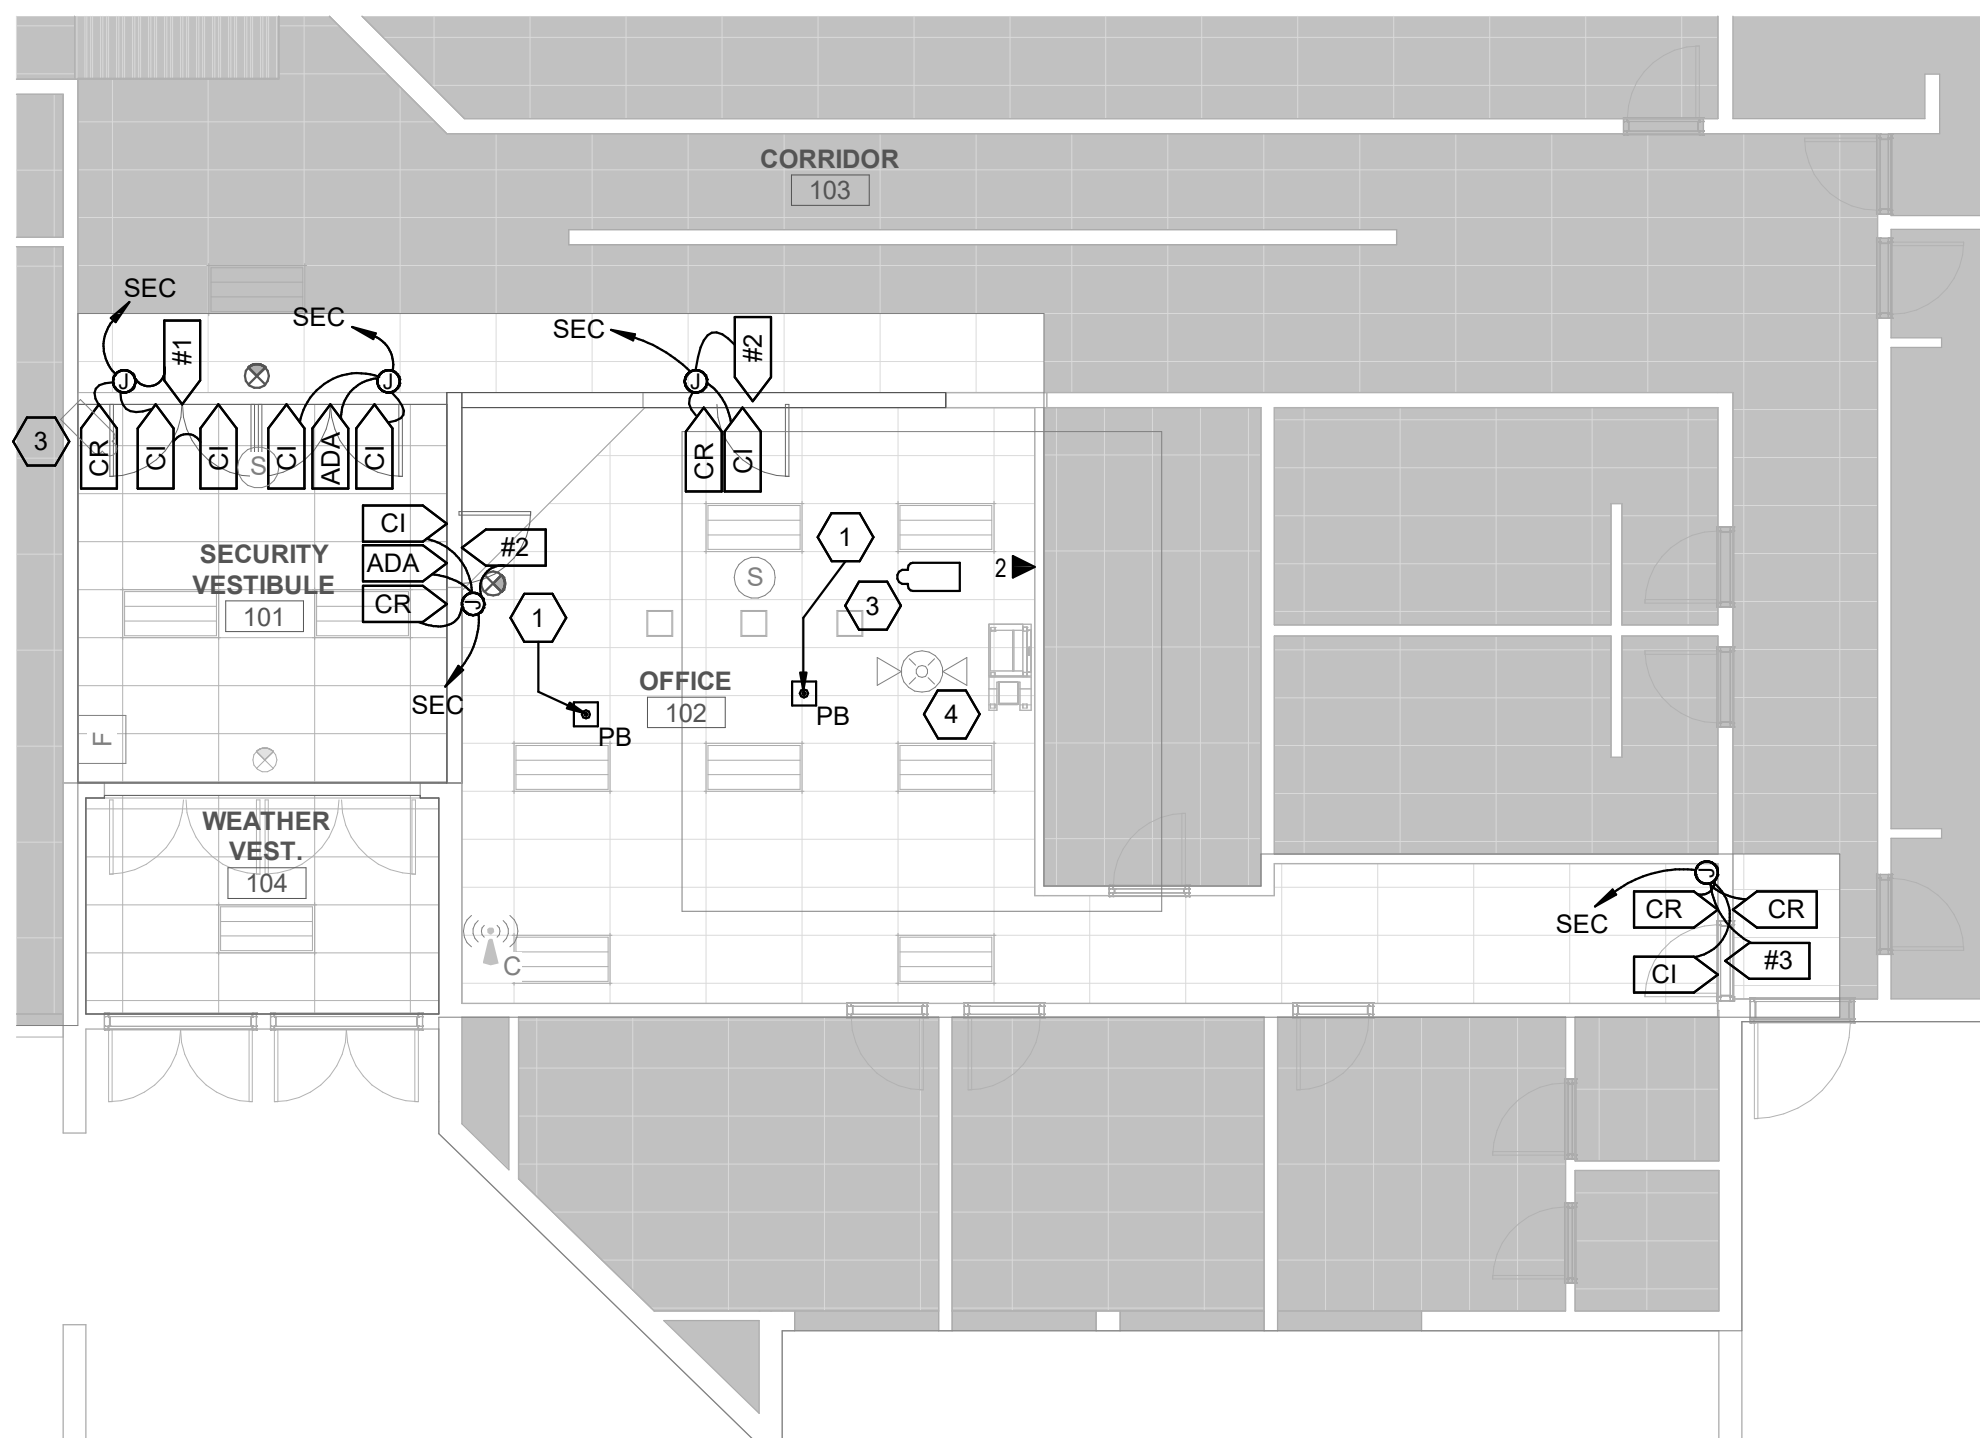 CORRIDOR
103
SEC
SEC
SEC
#1
#2
J
J
J
3
CR
CI
CI
S
CI
ADA
CI
CR
CI
CI
ADA
CR
#2
J
SEC
SECURITY
VESTIBULE
101
1
1
S
3
2
OFFICE
102
PB
PB
4
F
WEATHER
VEST.
104
C
J
SEC
CR
CR
CI
#3